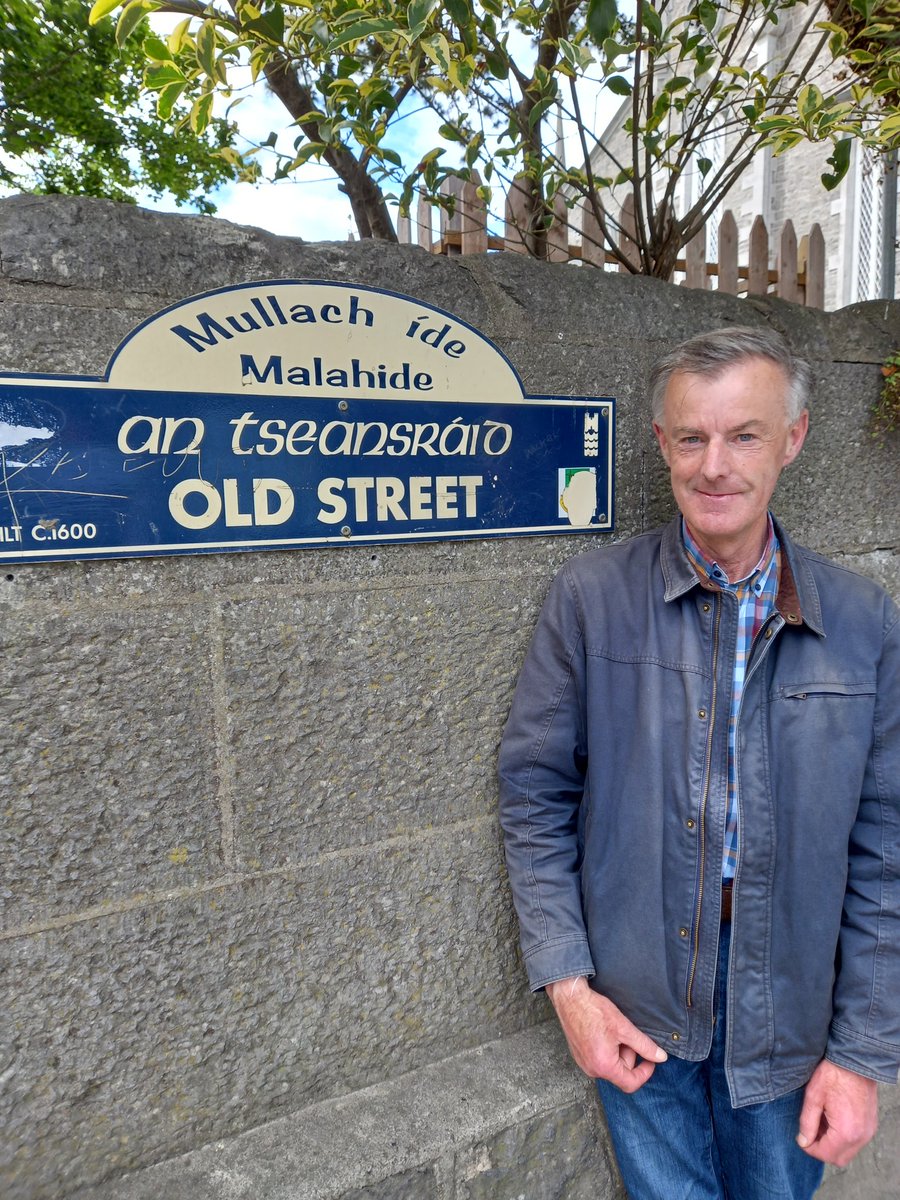 Mullach íde
Malahide
an tseansráid
OLD STREET
ILT C.1600